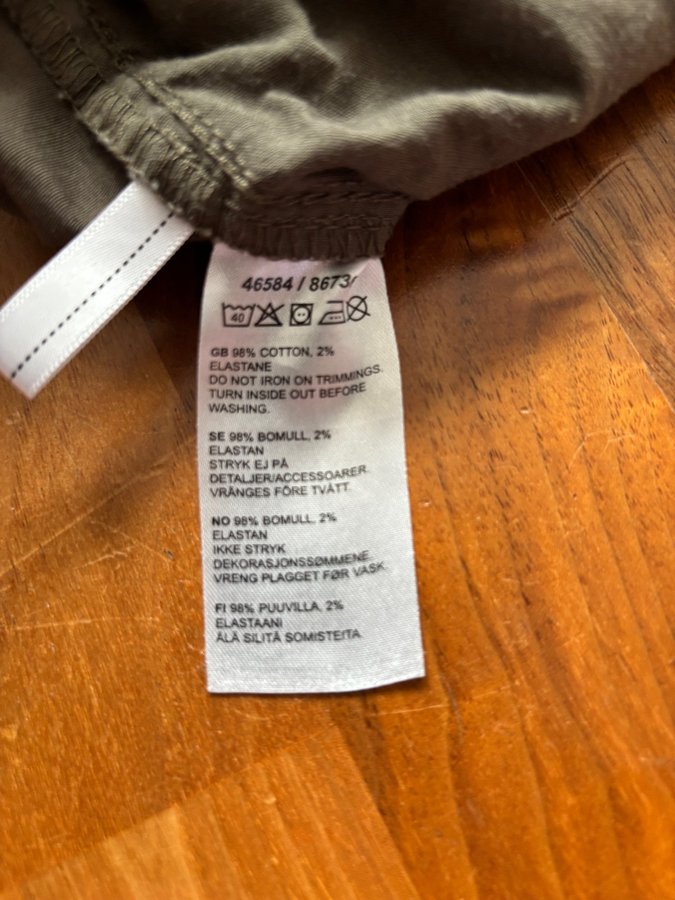 46584 / 8673
40
GB 98% COTTON, 2%
ELASTANE
DO NOT IRON ON TRIMMINGS.
TURN INSIDE OUT BEFORE
WASHING.
SE 98% BOMULL, 2%
ELASTAN
STRYK EJ PÅ
DETALJER/ACCESSOARER.
VRÄNGES FÖRE TVÄTT.
NO 98% BOMULL, 2%
ELASTAN
IKKE STRYK
DEKORASJONSSØMMENE.
VRENG PLAGGET FØR VASK.
FI 98% PUUVILLA, 2%
ELASTAANI
ÄLÄ SILITÄ SOMISTEITA.